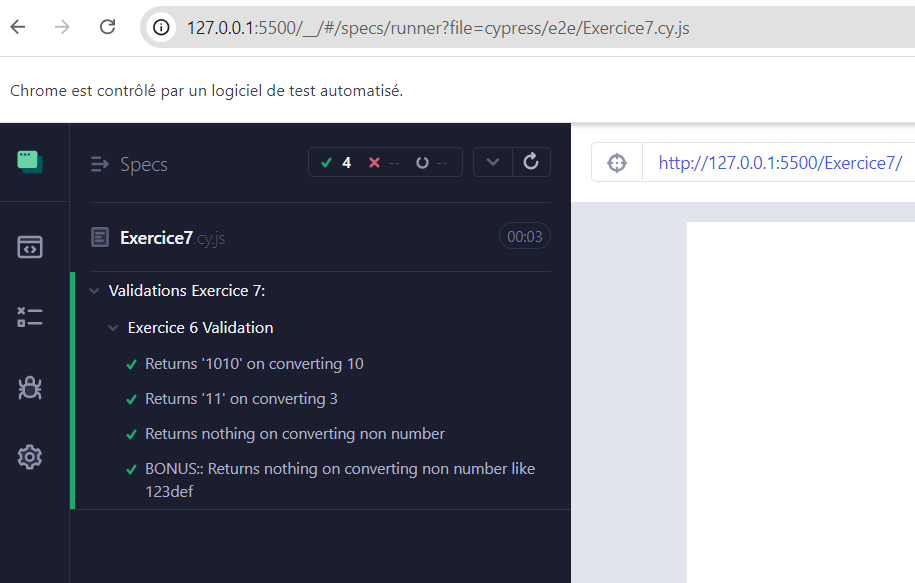 127.0.0.1:5500/__/#/specs/runner?file=cypress/e2e/Exercice7.cy.js
Chrome est contrôlé par un logiciel de test automatisé.
Specs
4 -- --
http://127.0.0.1:5500/Exercice7/
Exercice7.cy.js
00:03
Validations Exercice 7:
Exercice 6 Validation
Returns '1010' on converting 10
Returns '11' on converting 3
Returns nothing on converting non number
BONUS:: Returns nothing on converting non number like
123def